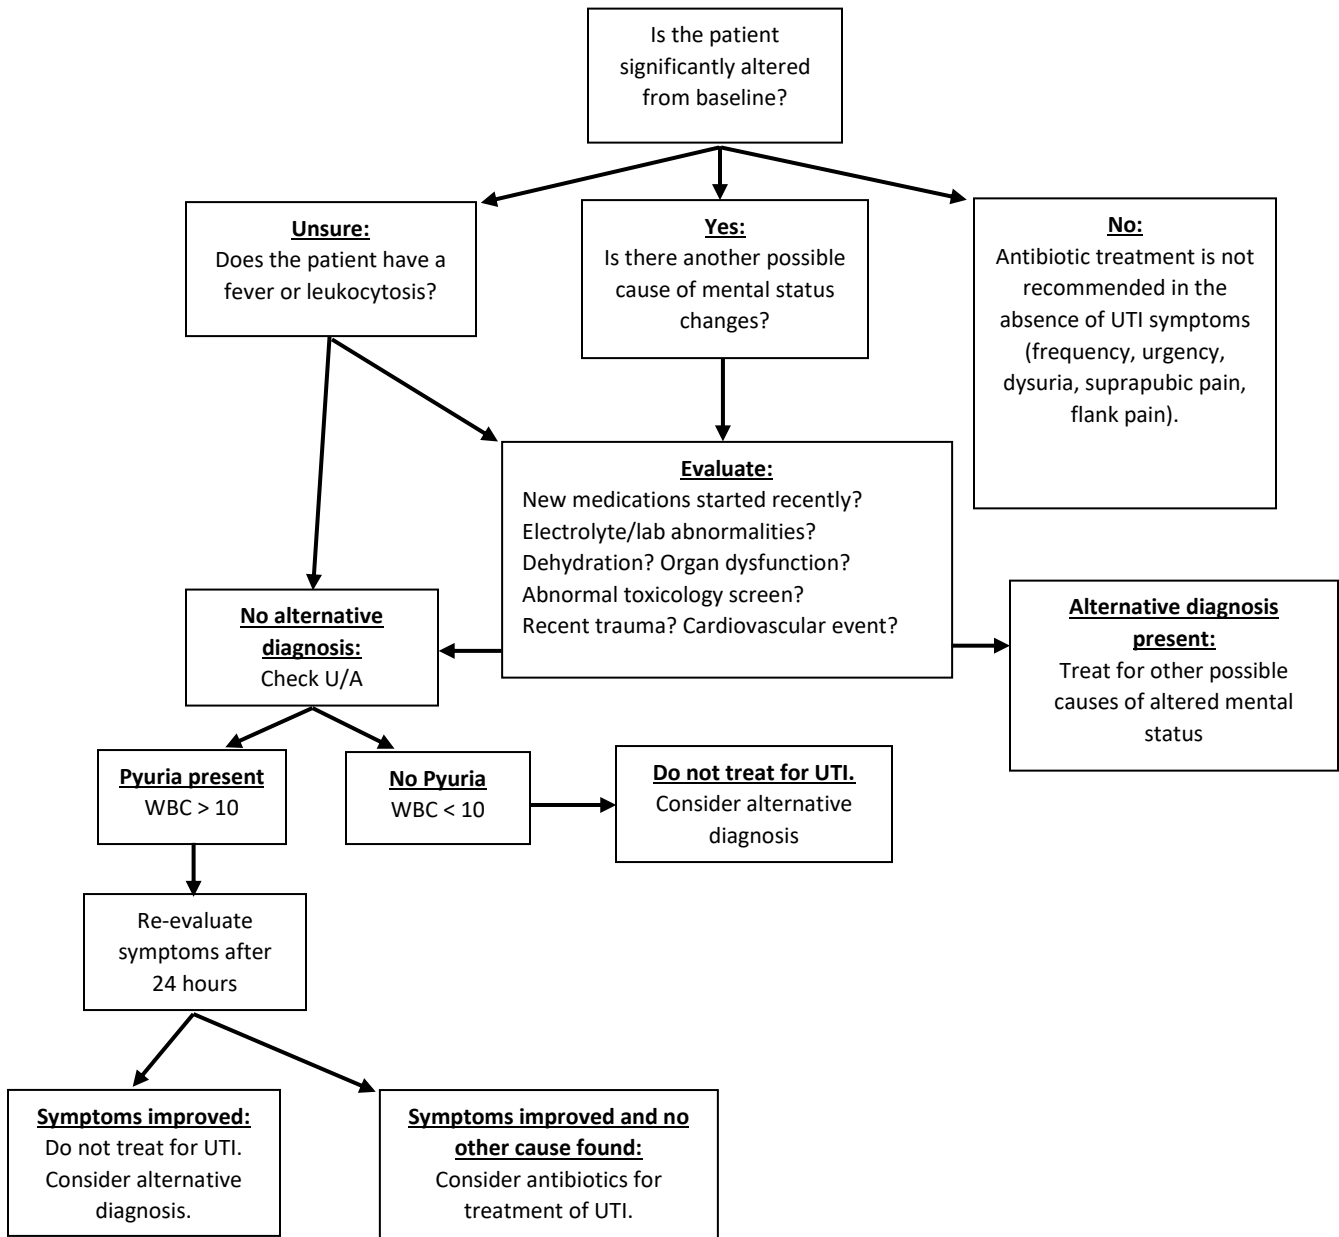 Is the patient
significantly altered
from baseline?
Unsure:
Does the patient have a
fever or leukocytosis?
Yes:
Is there another possible
cause of mental status
changes?
No:
Antibiotic treatment is not
recommended in the
absence of UTI symptoms
(frequency, urgency,
dysuria, suprapubic pain,
flank pain).
Evaluate:
New medications started recently?
Electrolyte/lab abnormalities?
Dehydration? Organ dysfunction?
Abnormal toxicology screen?
Recent trauma? Cardiovascular event?
No alternative
diagnosis:
Check U/A
Alternative diagnosis
present:
Treat for other possible
causes of altered mental
status
Pyuria present
WBC > 10
No Pyuria
WBC < 10
Do not treat for UTI.
Consider alternative
diagnosis
Re-evaluate
symptoms after
24 hours
Symptoms improved:
Do not treat for UTI.
Consider alternative
diagnosis.
Symptoms improved and no
other cause found:
Consider antibiotics for
treatment of UTI.